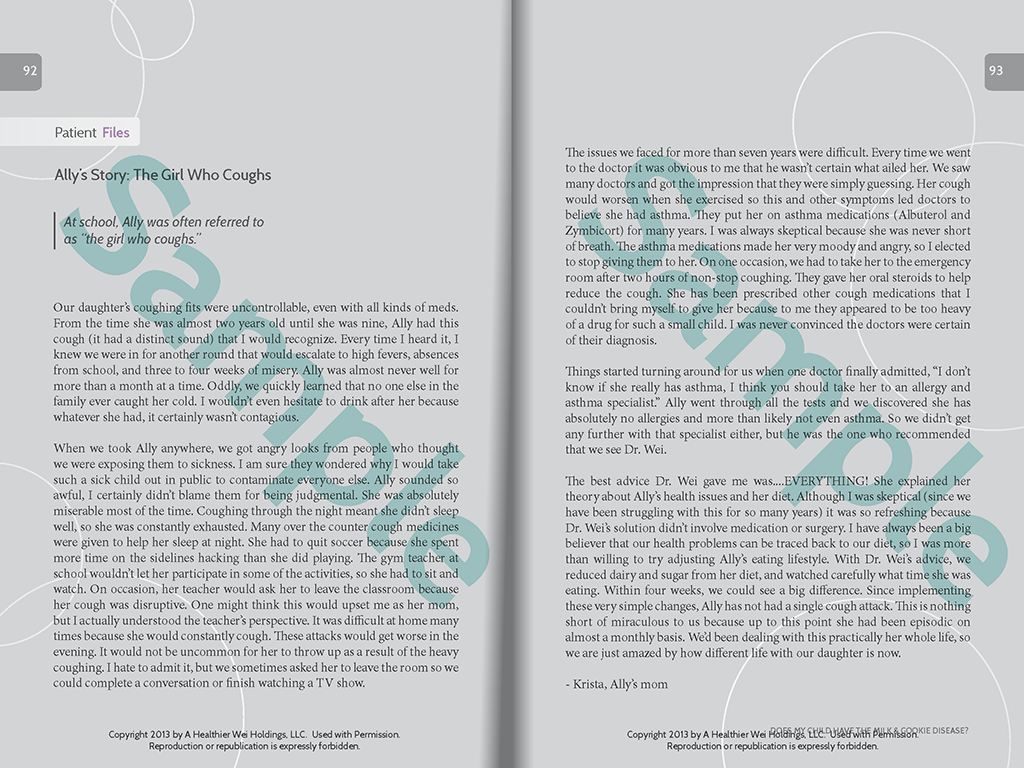 92
Patient Files
Ally's Story: The Girl Who Coughs
At school, Ally was often referred to
as "the girl who coughs."
Our daughter's coughing fits were uncontrollable, even with all kinds of meds.
From the time she was almost two years old until she was nine, Ally had this
cough (it had a distinct sound) that I would recognize. Every time I heard it, I
knew we were in for another round that would escalate to high fevers, absences
from school, and three to four weeks of misery. Ally was almost never well for
more than a month at a time. Oddly, we quickly learned that no one else in the
family ever caught her cold. I wouldn't even hesitate to drink after her because
whatever she had, it certainly wasn't contagious.
When we took Ally anywhere, we got angry looks from people who thought
we were exposing them to sickness. I am sure they wondered why I would take
such a sick child out in public to contaminate everyone else. Ally sounded so
awful, I certainly didn't blame them for being judgmental. She was absolutely
miserable most of the time. Coughing through the night meant she didn't sleep
well, so she was constantly exhausted. Many over the counter cough medicines
were given to help her sleep at night. She had to quit soccer because she spent
more time on the sidelines hacking than she did playing. The gym teacher at
school wouldn't let her participate in some of the activities, so she had to sit and
watch. On occasion, her teacher would ask her to leave the classroom because
her cough was disruptive. One might think this would upset me as her mom,
but I actually understood the teacher's perspective. It was difficult at home many
times because she would constantly cough. These attacks would get worse in the
evening. It would not be uncommon for her to throw up as a result of the heavy
coughing. I hate to admit it, but we sometimes asked her to leave the room so we
could complete a conversation or finish watching a TV show.
Sample
Copyright 2013 by A Healthier Wei Holdings, LLC. Used with Permission.
Reproduction or republication is expressly forbidden.
93
The issues we faced for more than seven years were difficult. Every time we went
to the doctor it was obvious to me that he wasn't certain what ailed her. We saw
many doctors and got the impression that they were simply guessing. Her cough
would worsen when she exercised so this and other symptoms led doctors to
believe she had asthma. They put her on asthma medications (Albuterol and
Zymbicort) for many years. I was always skeptical because she was never short
of breath. The asthma medications made her very moody and angry, so I elected
to stop giving them to her. On one occasion, we had to take her to the emergency
room after two hours of non-stop coughing. They gave her oral steroids to help
reduce the cough. She has been prescribed other cough medications that I
couldn't bring myself to give her because to me they appeared to be too heavy
of a drug for such a small child. I was never convinced the doctors were certain
of their diagnosis.
Things started turning around for us when one doctor finally admitted, "I don't
know if she really has asthma, I think you should take her to an allergy and
asthma specialist." Ally went through all the tests and we discovered she has
absolutely no allergies and more than likely not even asthma. So we didn't get
any further with that specialist either, but he was the one who recommended
that we see Dr. Wei.
The best advice Dr. Wei gave me was....EVERYTHING! She explained her
theory about Ally's health issues and her diet. Although I was skeptical (since we
have been struggling with this for so many years) it was so refreshing because
Dr. Wei's solution didn't involve medication or surgery. I have always been a big
believer that our health problems can be traced back to our diet, so I was more
than willing to try adjusting Ally's eating lifestyle. With Dr. Wei's advice, we
reduced dairy and sugar from her diet, and watched carefully what time she was
eating. Within four weeks, we could see a big difference. Since implementing
these very simple changes, Ally has not had a single cough attack. This is nothing
short of miraculous to us because up to this point she had been episodic on
almost a monthly basis. We'd been dealing with this practically her whole life, so
we are just amazed by how different life with our daughter is now.
- Krista, Ally's mom
Sample
DOES MY CHILD HAVE THE MILK & COOKIE DISEASE?
Copyright 2013 by A Healthier Wei Holdings, LLC. Used with Permission.
Reproduction or republication is expressly forbidden.